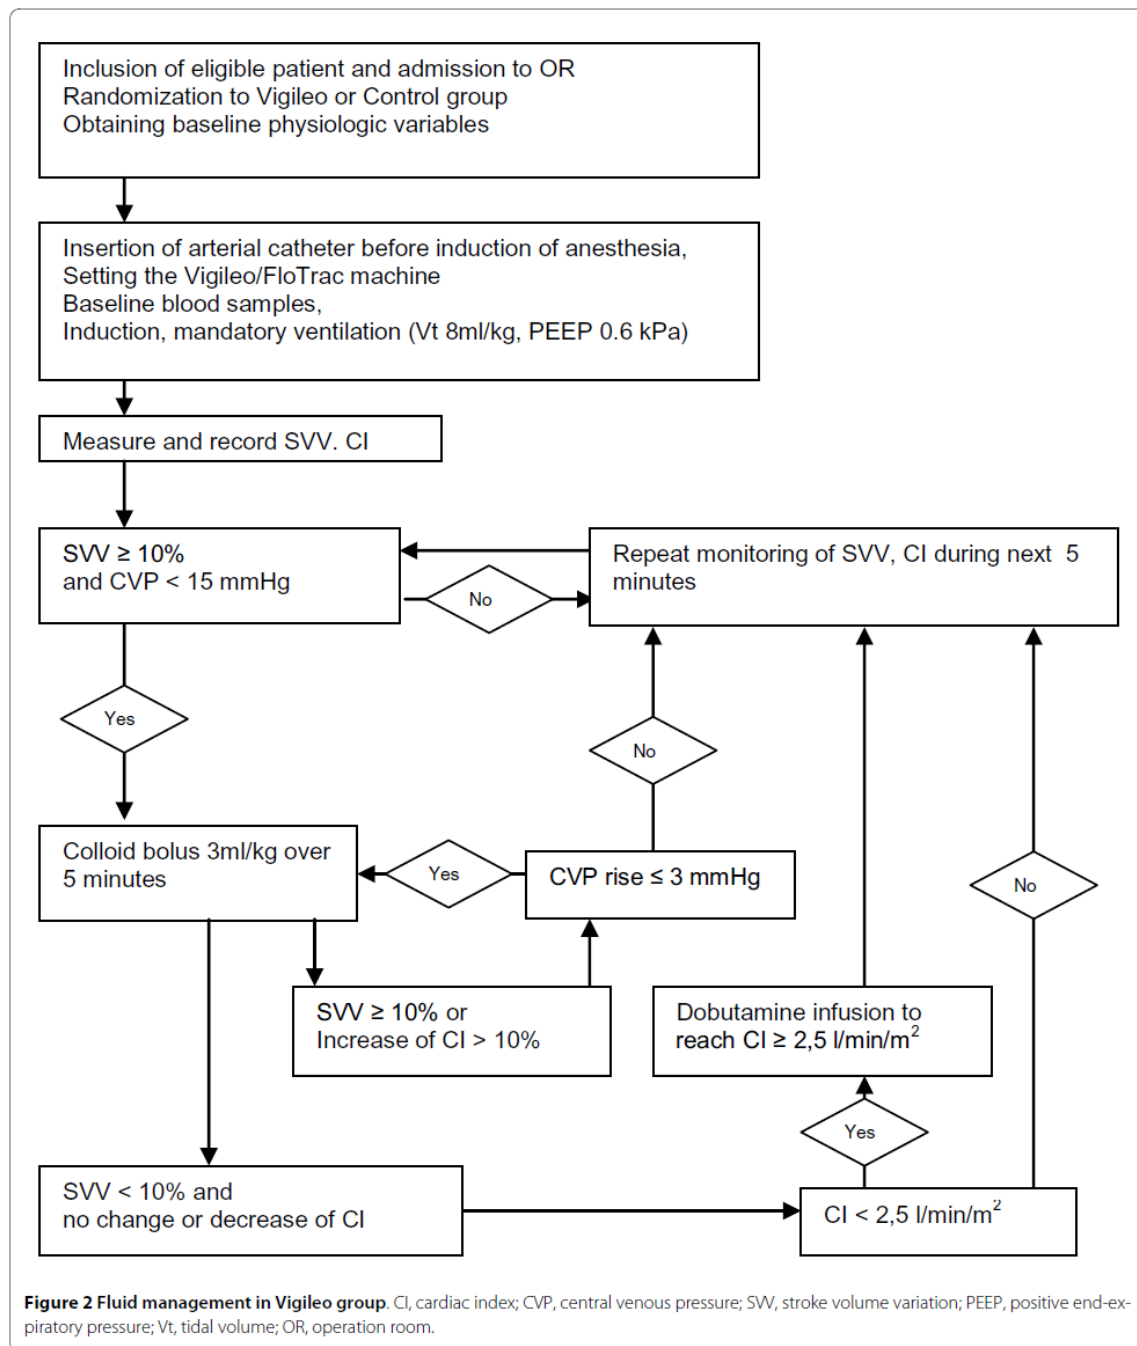 Inclusion of eligible patient and admission to OR
Randomization to Vigileo or Control group
Obtaining baseline physiologic variables
Insertion of arterial catheter before induction of anesthesia,
Setting the Vigileo/FloTrac machine
Baseline blood samples,
Induction, mandatory ventilation (Vt 8ml/kg, PEEP 0.6 kPa)
Measure and record SVV. CI
SVV ≥ 10%
and CVP < 15 mmHg
No
Repeat monitoring of SVV, CI during next 5
minutes
Yes
No
Colloid bolus 3ml/kg over
5 minutes
Yes
CVP rise ≤ 3 mmHg
No
SVV ≥ 10% or
Increase of CI > 10%
Dobutamine infusion to
reach CI ≥ 2,5 l/min/m²
Yes
SVV < 10% and
no change or decrease of CI
CI < 2,5 l/min/m²
Figure 2 Fluid management in Vigileo group. CI, cardiac index; CVP, central venous pressure; SVV, stroke volume variation; PEEP, positive end-ex-
piratory pressure; Vt, tidal volume; OR, operation room.